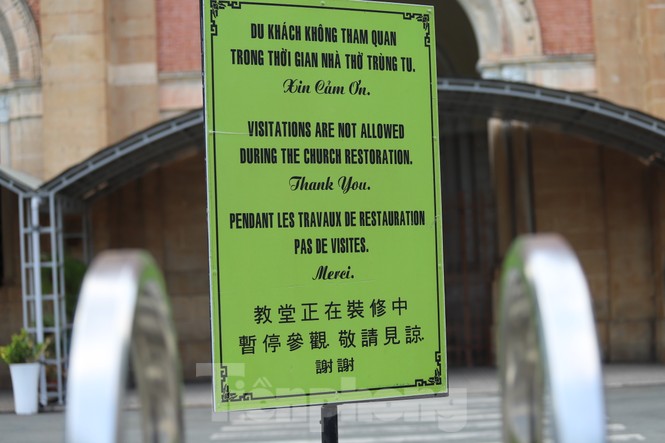 DU KHÁCH KHÔNG THAM QUAN
TRONG THỜI GIAN NHÀ THỜ TRÙNG TU.
Xin Cảm Ơn.
VISITATIONS ARE NOT ALLOWED
DURING THE CHURCH RESTORATION.
Thank You.
PENDANT LES TRAVAUX DE RESTAURATION
PAS DE VISITES.
Merci.
教堂正在裝修中
暫停參觀 敬請見諒
謝謝
Tiền phong